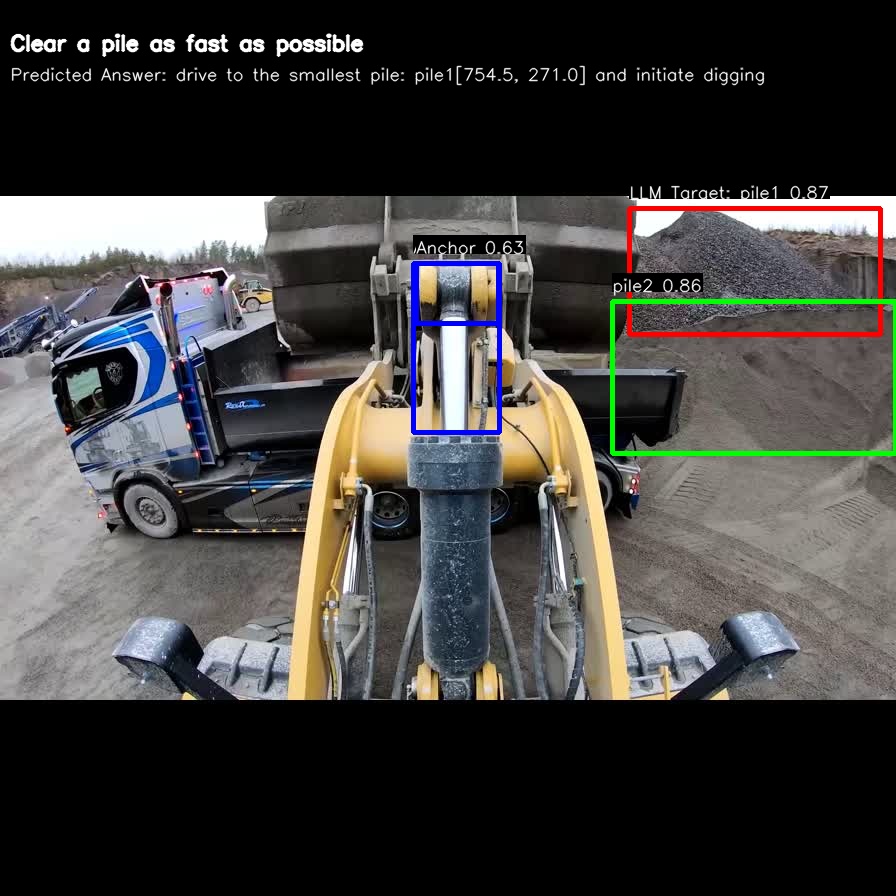 Clear a pile as fast as possible
Predicted Answer: drive to the smallest pile: pile1[754.5, 271.0] and initiate digging
LLM Target: pile1 0.87
Anchor 0.63
pile2 0.86